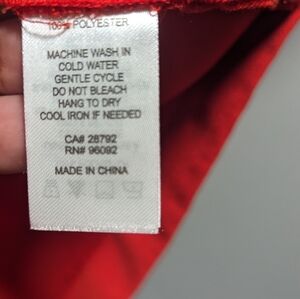 100% POLYESTER
MACHINE WASH IN
COLD WATER
GENTLE CYCLE
DO NOT BLEACH
HANG TO DRY
COOL IRON IF NEEDED
CA# 28792
RN# 96092
MADE IN CHINA